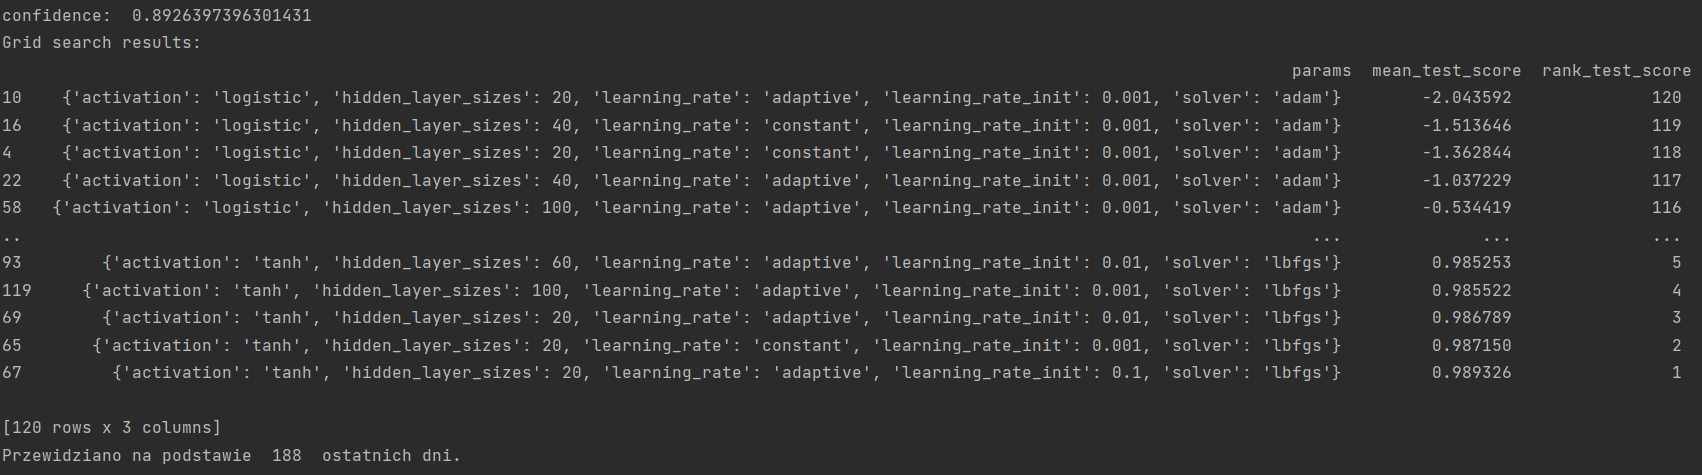 confidence:  0.8926397396301431
Grid search results:
params  mean_test_score  rank_test_score
10    {'activation': 'logistic', 'hidden_layer_sizes': 20, 'learning_rate': 'adaptive', 'learning_rate_init': 0.001, 'solver': 'adam'}        -2.043592              120
16    {'activation': 'logistic', 'hidden_layer_sizes': 40, 'learning_rate': 'constant', 'learning_rate_init': 0.001, 'solver': 'adam'}        -1.513646              119
4     {'activation': 'logistic', 'hidden_layer_sizes': 20, 'learning_rate': 'constant', 'learning_rate_init': 0.001, 'solver': 'adam'}        -1.362844              118
22    {'activation': 'logistic', 'hidden_layer_sizes': 40, 'learning_rate': 'adaptive', 'learning_rate_init': 0.001, 'solver': 'adam'}        -1.037229              117
58   {'activation': 'logistic', 'hidden_layer_sizes': 100, 'learning_rate': 'adaptive', 'learning_rate_init': 0.001, 'solver': 'adam'}        -0.534419              116
..                                                                                                                                 ...              ...              ...
93        {'activation': 'tanh', 'hidden_layer_sizes': 60, 'learning_rate': 'adaptive', 'learning_rate_init': 0.01, 'solver': 'lbfgs'}         0.985253                5
119     {'activation': 'tanh', 'hidden_layer_sizes': 100, 'learning_rate': 'adaptive', 'learning_rate_init': 0.001, 'solver': 'lbfgs'}         0.985522                4
69        {'activation': 'tanh', 'hidden_layer_sizes': 20, 'learning_rate': 'adaptive', 'learning_rate_init': 0.01, 'solver': 'lbfgs'}         0.986789                3
65       {'activation': 'tanh', 'hidden_layer_sizes': 20, 'learning_rate': 'constant', 'learning_rate_init': 0.001, 'solver': 'lbfgs'}         0.987150                2
67         {'activation': 'tanh', 'hidden_layer_sizes': 20, 'learning_rate': 'adaptive', 'learning_rate_init': 0.1, 'solver': 'lbfgs'}         0.989326                1
[120 rows x 3 columns]
Przewidziano na podstawie  188  ostatnich dni.